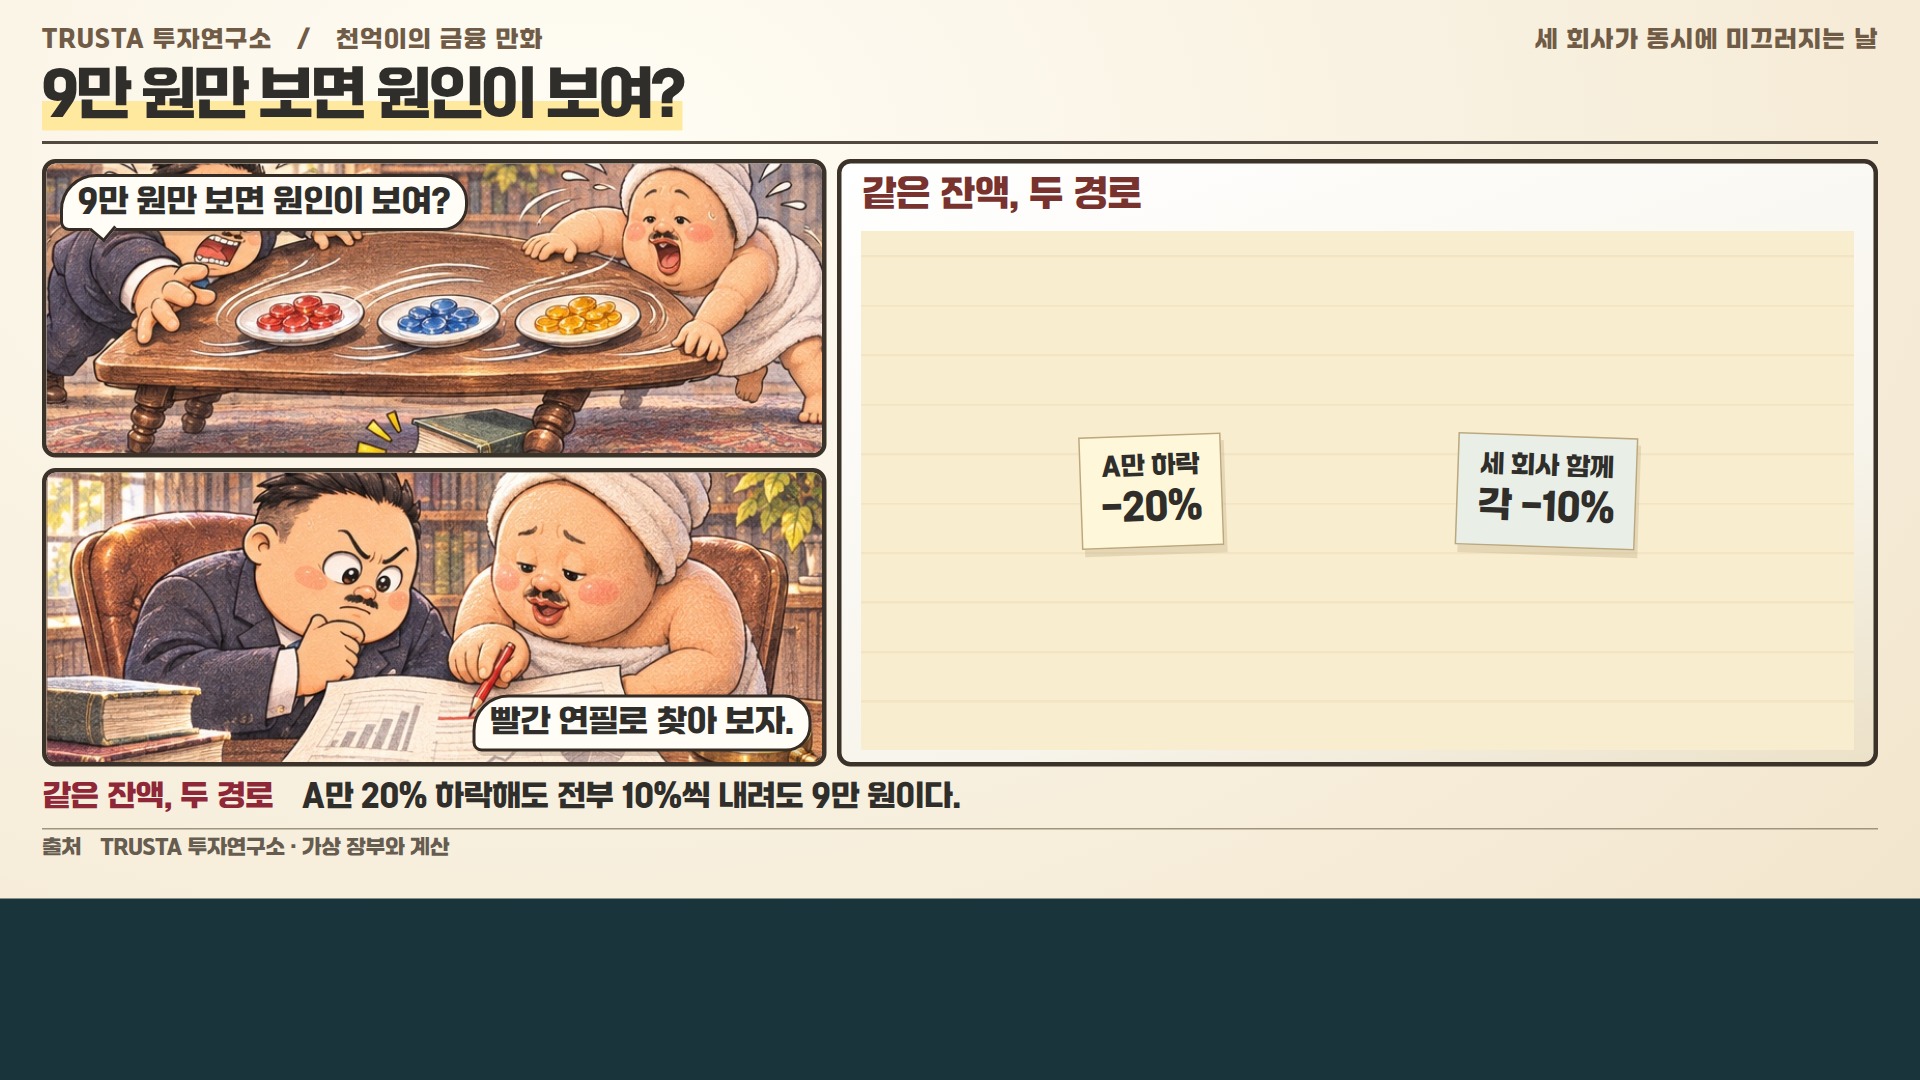 TRUSTA 투자연구소 / 천억이의 금융 만화
세 회사가 동시에 미끄러지는 날
9만 원만 보면 원인이 보여?
9만 원만 보면 원인이 보여?
빨간 연필로 찾아 보자.
같은 잔액, 두 경로
A만 하락
-20%
세 회사 함께
각 -10%
같은 잔액, 두 경로 A만 20% 하락해도 전부 10%씩 내려도 9만 원이다.
출처 TRUSTA 투자연구소 · 가상 장부와 계산